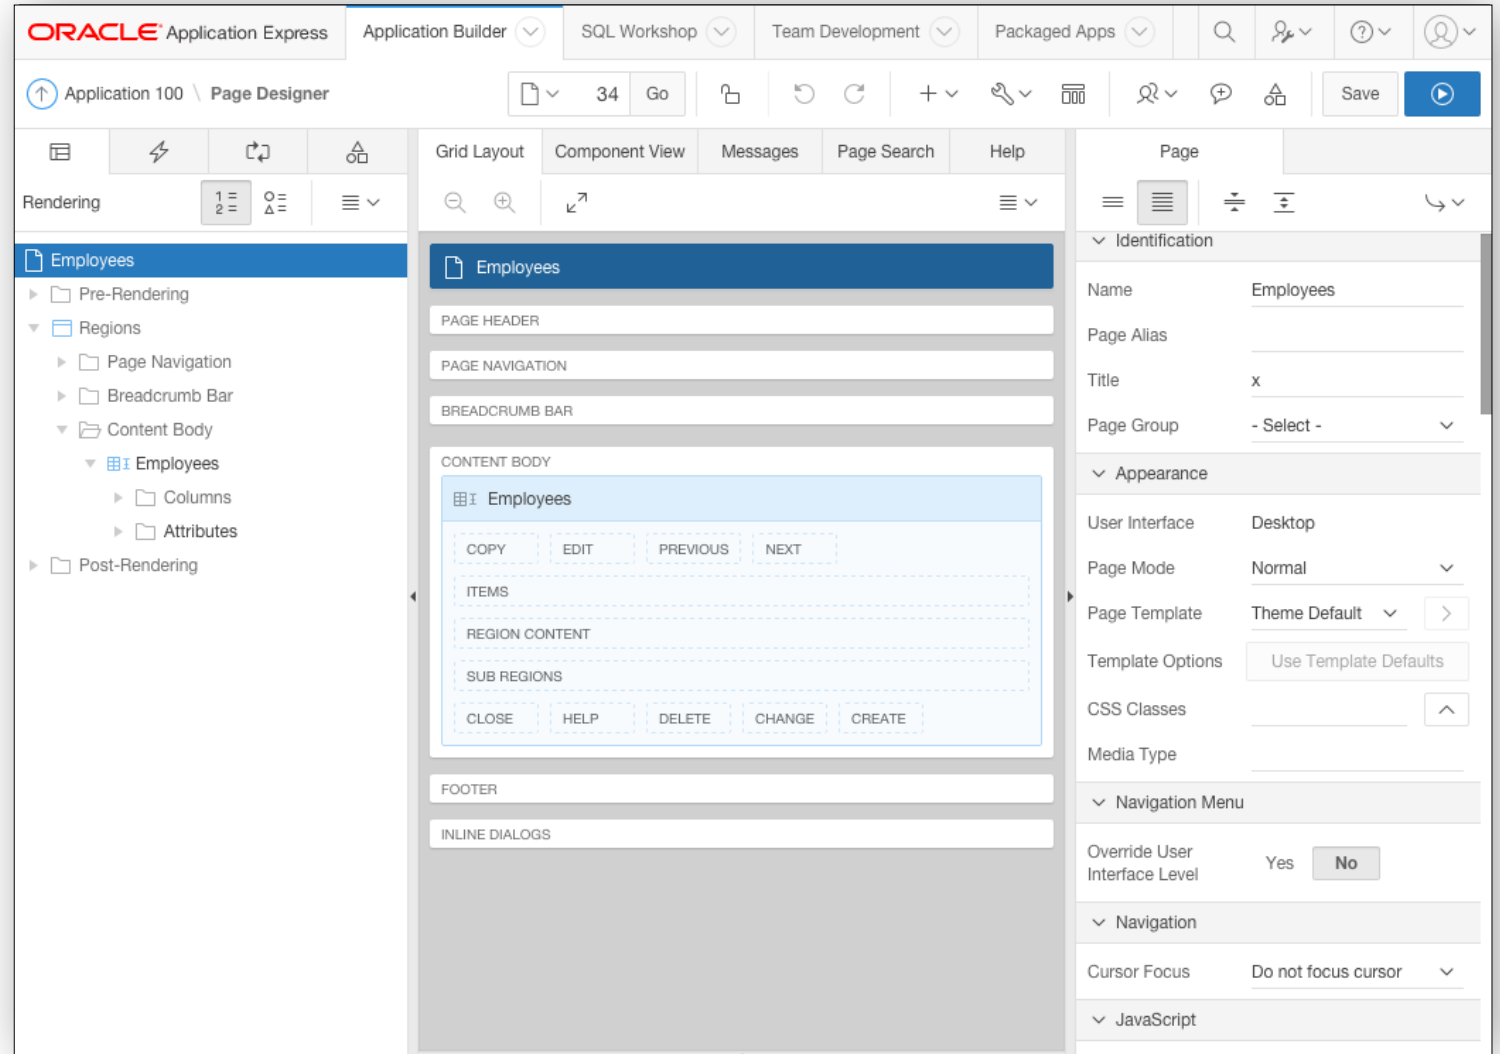 ORACLE Application Express
Application Builder
SQL Workshop
Team Development
Packaged Apps
Application 100 \ Page Designer
34
Go
Save
Grid Layout
Component View
Messages
Page Search
Help
Page
Rendering
Employees
Pre-Rendering
Regions
Page Navigation
Breadcrumb Bar
Content Body
Employees
Columns
Attributes
Post-Rendering
Employees
PAGE HEADER
PAGE NAVIGATION
BREADCRUMB BAR
CONTENT BODY
Employees
COPY EDIT PREVIOUS NEXT
ITEMS
REGION CONTENT
SUB REGIONS
CLOSE HELP DELETE CHANGE CREATE
FOOTER
INLINE DIALOGS
Identification
Name Employees
Page Alias
Title x
Page Group - Select -
Appearance
User Interface Desktop
Page Mode Normal
Page Template Theme Default
Template Options Use Template Defaults
CSS Classes
Media Type
Navigation Menu
Override User
Interface Level Yes No
Navigation
Cursor Focus Do not focus cursor
JavaScript